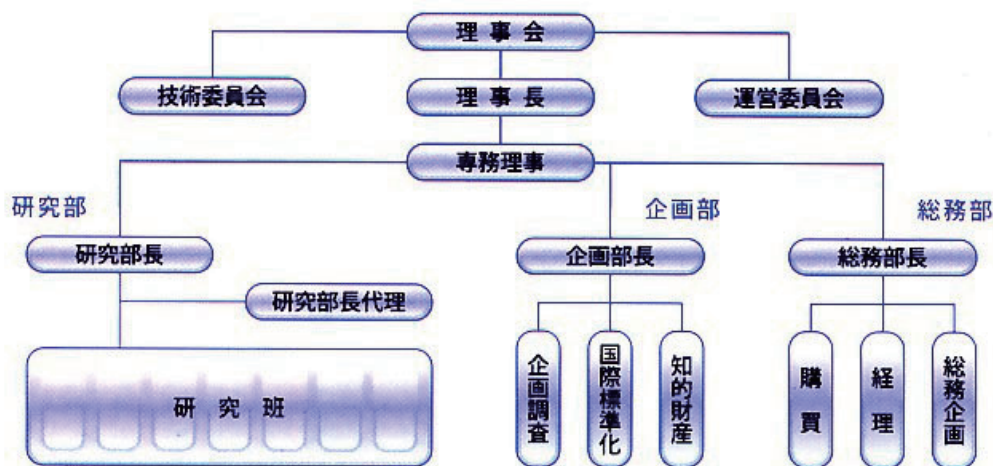 理事会
技術委員会
理事長
運営委員会
専務理事
研究部
企画部
総務部
研究部長
企画部長
総務部長
研究部長代理
企画調査
国際標準化
知的財産
購買
経理
総務企画
研究班